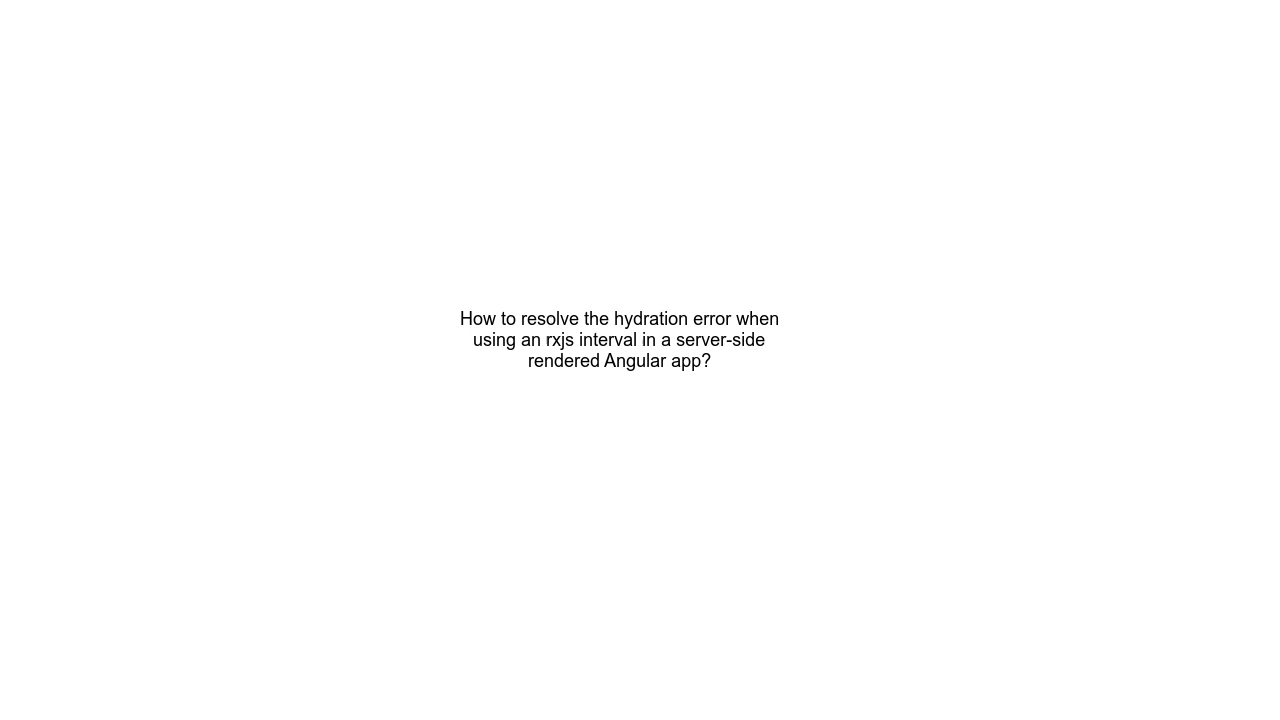 How to resolve the hydration error when
using an rxjs interval in a server-side
rendered Angular app?